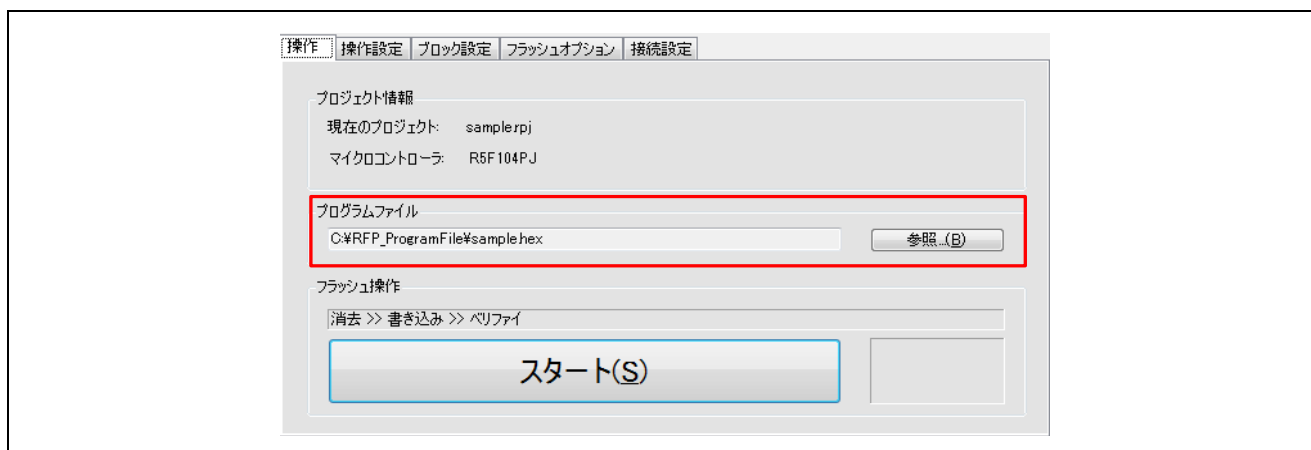 操作 操作設定 ブロック設定 フラッシュオプション 接続設定
プロジェクト情報
現在のプロジェクト: sample.rpj
マイクロコントローラ: R5F104PJ
プログラムファイル
C:¥RFP_ProgramFile¥sample.hex 参照...(B)
フラッシュ操作
消去 >> 書き込み >> ベリファイ
スタート(S)